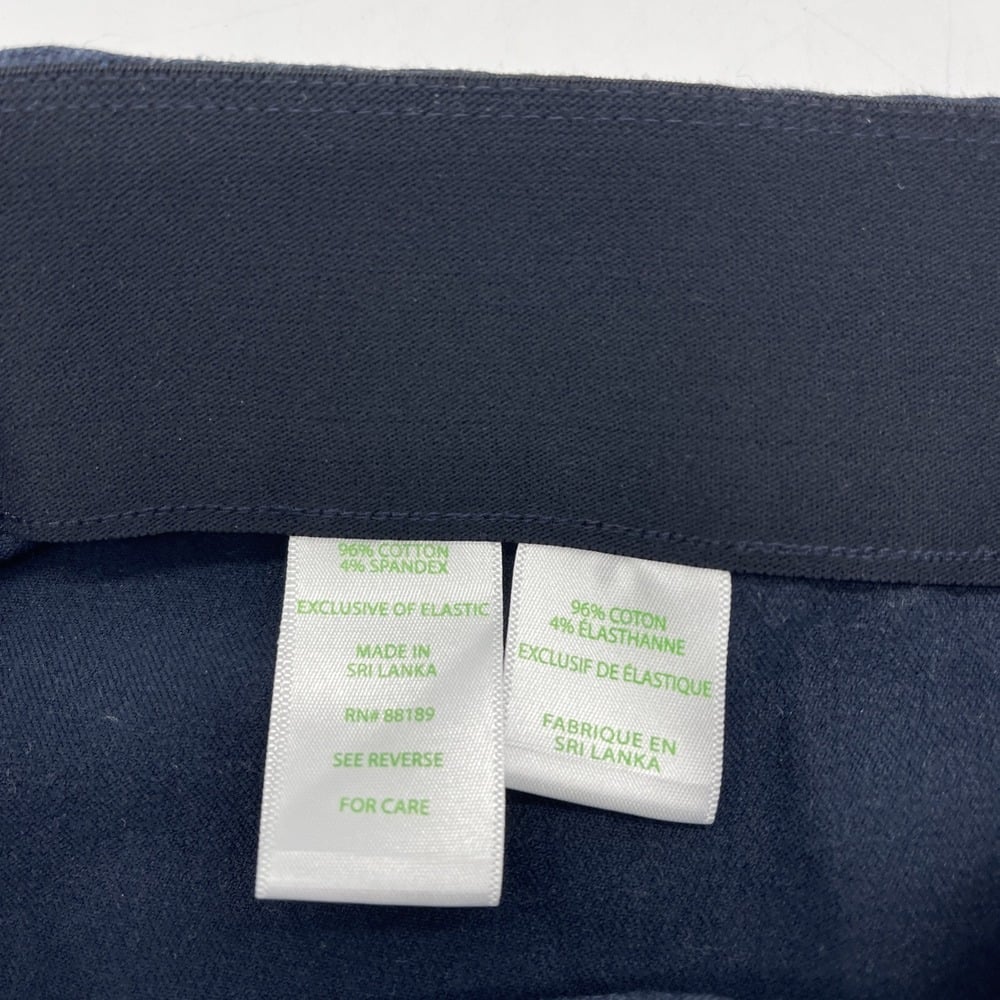 96% COTTON
4% SPANDEX
EXCLUSIVE OF ELASTIC
MADE IN
SRI LANKA
RN# 88189
SEE REVERSE
FOR CARE
96% COTON
4% ÉLASTHANNE
EXCLUSIF DE ÉLASTIQUE
FABRIQUE EN
SRI LANKA